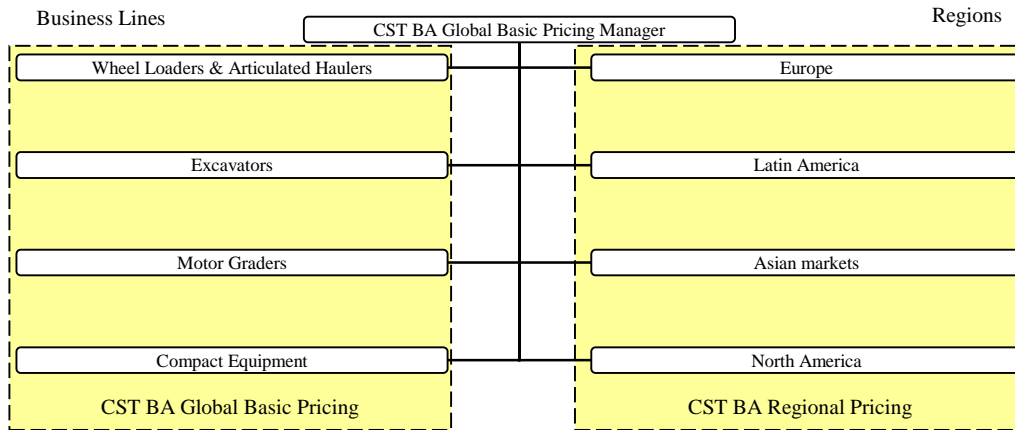 Business Lines
Regions
CST BA Global Basic Pricing Manager
Wheel Loaders & Articulated Haulers
Europe
Excavators
Latin America
Motor Graders
Asian markets
Compact Equipment
North America
CST BA Global Basic Pricing
CST BA Regional Pricing